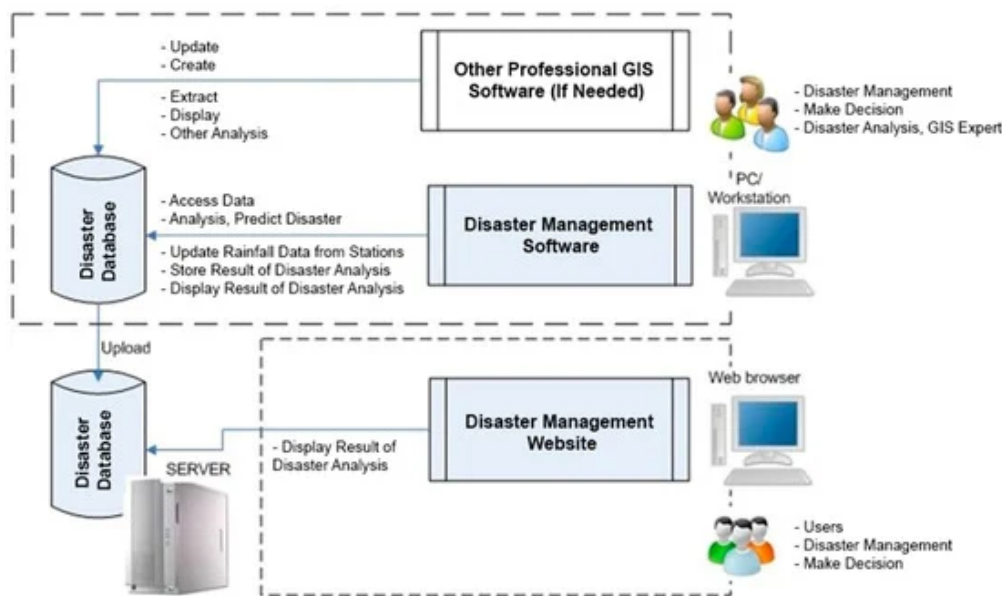 - Update
- Create
- Extract
- Display
- Other Analysis
Other Professional GIS
Software (If Needed)
- Disaster Management
- Make Decision
- Disaster Analysis, GIS Expert
Disaster
Database
- Access Data
- Analysis, Predict Disaster
- Update Rainfall Data from Stations
- Store Result of Disaster Analysis
- Display Result of Disaster Analysis
Disaster Management
Software
PC/
Workstation
Upload
Disaster
Database
SERVER
- Display Result of
Disaster Analysis
Disaster Management
Website
Web browser
- Users
- Disaster Management
- Make Decision